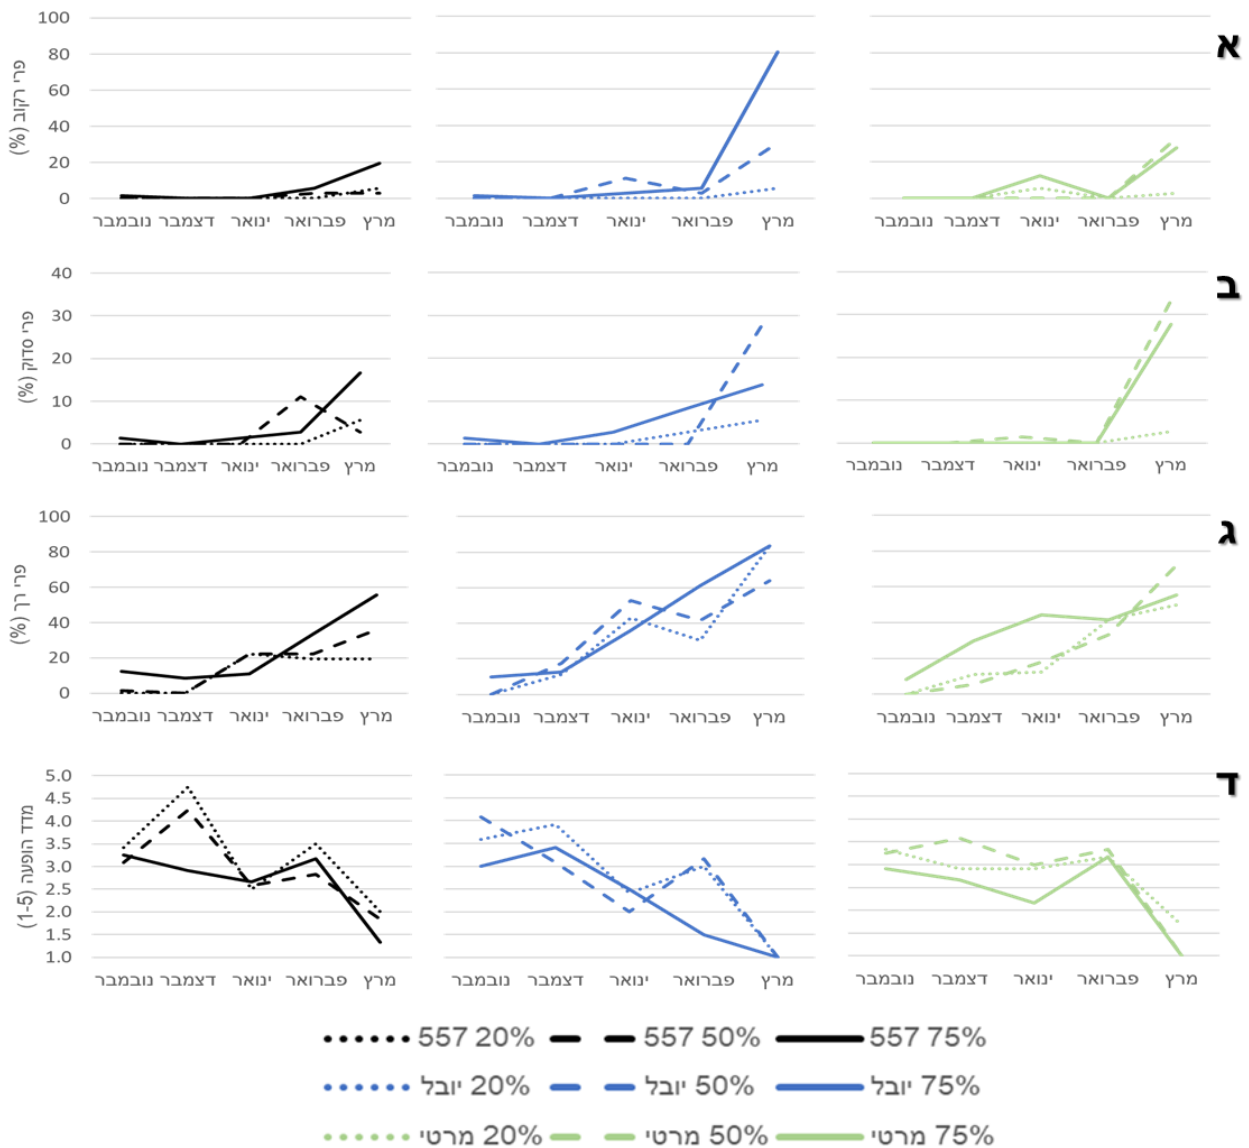 א
פרי רקוב (%)
100
80
60
40
20
0
נובמבר דצמבר ינואר פברואר מרץ
נובמבר דצמבר ינואר פברואר מרץ
נובמבר דצמבר ינואר פברואר מרץ
ב
פרי סדוק (%)
40
30
20
10
0
נובמבר דצמבר ינואר פברואר מרץ
נובמבר דצמבר ינואר פברואר מרץ
נובמבר דצמבר ינואר פברואר מרץ
ג
פרי רך (%)
100
80
60
40
20
0
נובמבר דצמבר ינואר פברואר מרץ
נובמבר דצמבר ינואר פברואר מרץ
נובמבר דצמבר ינואר פברואר מרץ
ד
מדד הופעה (1-5)
5.0
4.5
4.0
3.5
3.0
2.5
2.0
1.5
1.0
נובמבר דצמבר ינואר פברואר מרץ
נובמבר דצמבר ינואר פברואר מרץ
נובמבר דצמבר ינואר פברואר מרץ
557 20% 557 50% 557 75%
יובל 20% יובל 50% יובל 75%
מרטי 20% מרטי 50% מרטי 75%